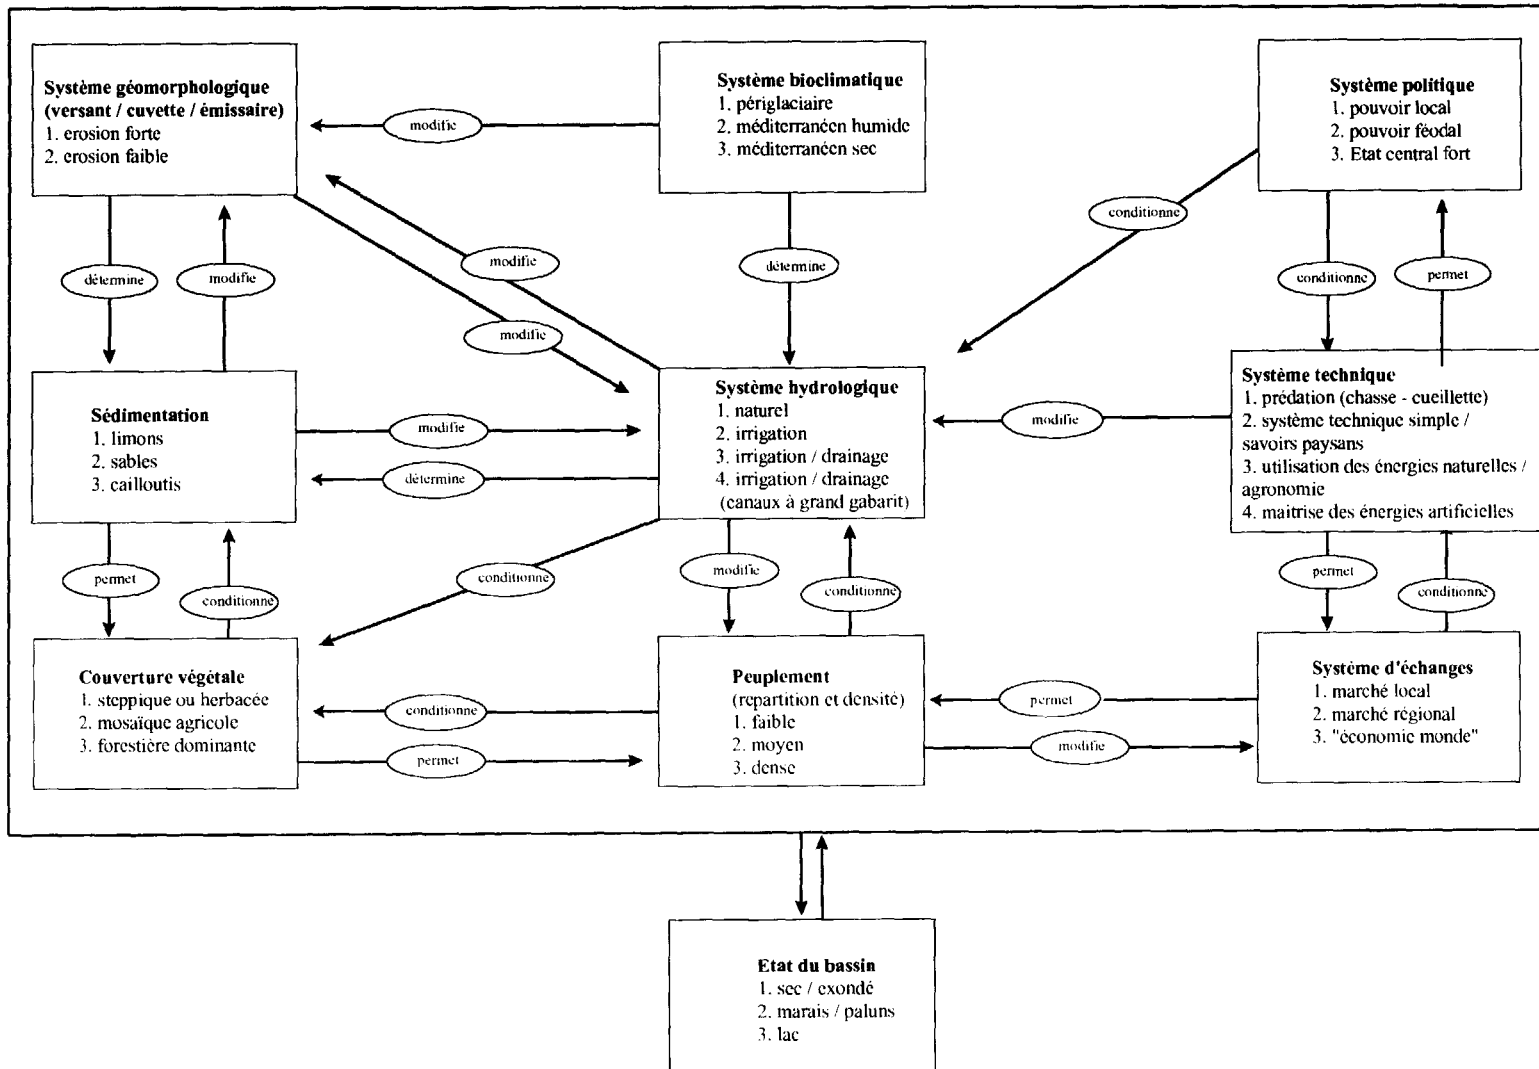 Système géomorphologique
(versant / cuvette / émissaire)
1. erosion forte
2. erosion faible
modifie
Système bioclimatique
1. périglaciaire
2. méditerranéen humide
3. méditerranéen sec
Système politique
1. pouvoir local
2. pouvoir féodal
3. Etat central fort
conditionne
détermine
modifie
modifie
modifie
détermine
conditionne
permet
Sédimentation
1. limons
2. sables
3. cailloutis
modifie
détermine
Système hydrologique
1. naturel
2. irrigation
3. irrigation / drainage
4. irrigation / drainage
(canaux à grand gabarit)
modifie
Système technique
1. prédation (chasse - cueillette)
2. système technique simple /
savoirs paysans
3. utilisation des énergies naturelles /
agronomie
4. maitrise des énergies artificielles
permet
conditionne
conditionne
modifie
conditionne
permet
conditionne
Couverture végétale
1. steppique ou herbacée
2. mosaïque agricole
3. forestière dominante
conditionne
permet
Peuplement
(repartition et densité)
1. faible
2. moyen
3. dense
permet
modifie
Système d'échanges
1. marché local
2. marché régional
3. "économie monde"
Etat du bassin
1. sec / exondé
2. marais / paluns
3. lac